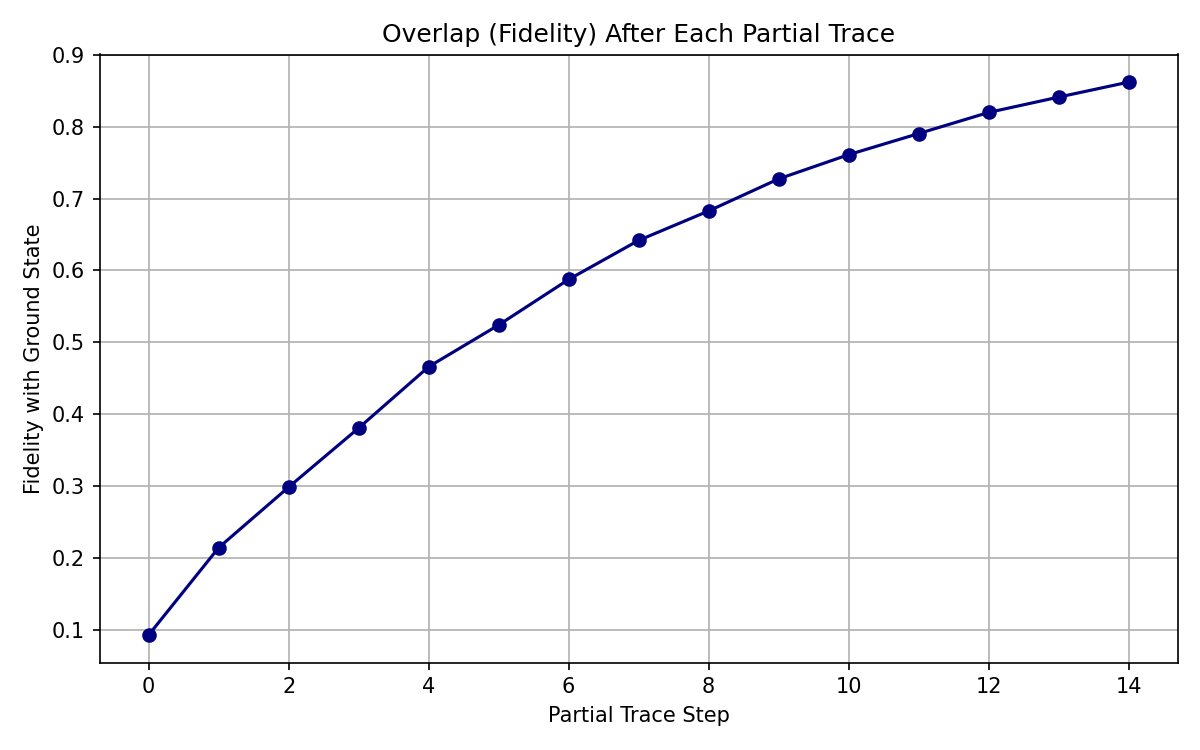 Overlap (Fidelity) After Each Partial Trace
0.9
0.8
0.7
0.6
0.5
0.4
0.3
0.2
0.1
Fidelity with Ground State
0 2 4 6 8 10 12 14
Partial Trace Step